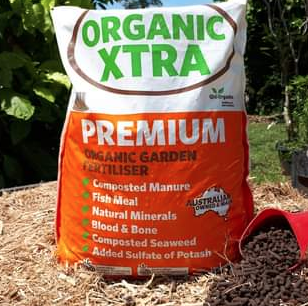 ORGANIC
XTRA
PREMIUM
ORGANIC GARDEN
FERTILISER
Composted Manure
Fish Meal
Natural Minerals
Blood & Bone
Composted Seaweed
Added Sulfate of Potash
AUSTRALIAN
OWNED &